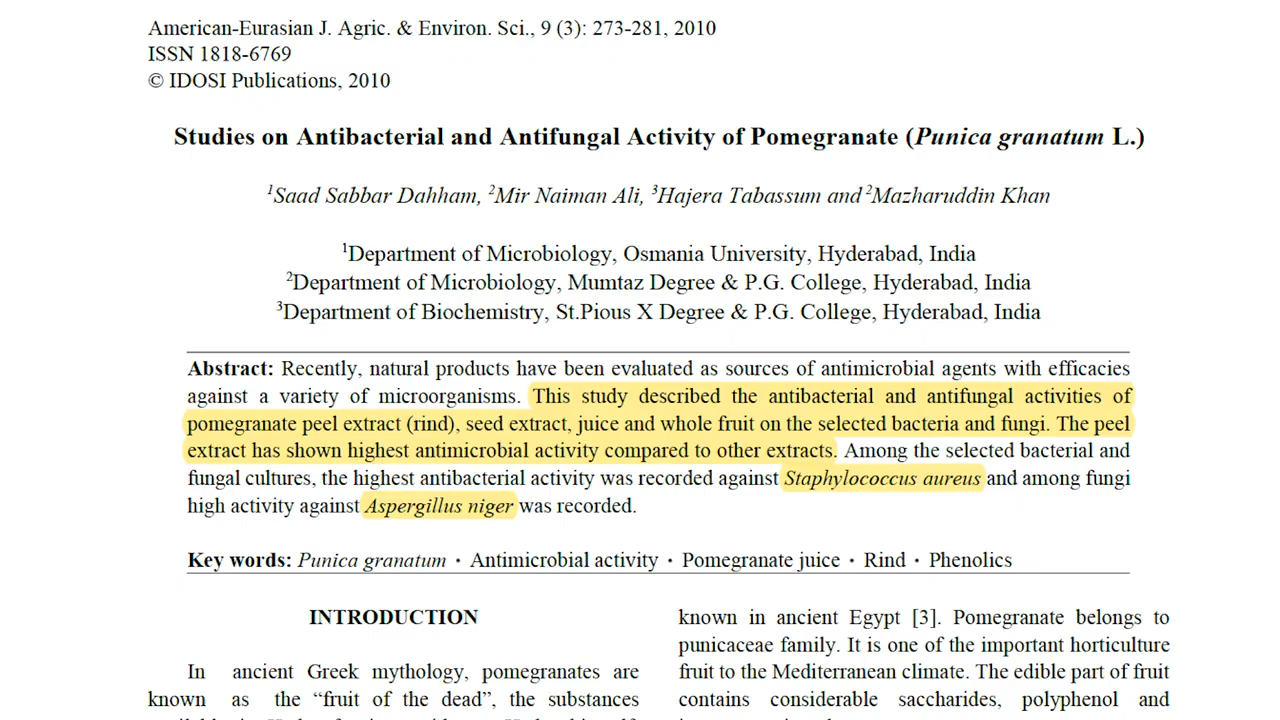 American-Eurasian J. Agric. & Environ. Sci., 9 (3): 273-281, 2010
ISSN 1818-6769
© IDOSI Publications, 2010
Studies on Antibacterial and Antifungal Activity of Pomegranate (Punica granatum L.)
1Saad Sabbar Dahham, 2Mir Naiman Ali, 3Hajera Tabassum and 2Mazharuddin Khan
1Department of Microbiology, Osmania University, Hyderabad, India
2Department of Microbiology, Mumtaz Degree & P.G. College, Hyderabad, India
3Department of Biochemistry, St.Pious X Degree & P.G. College, Hyderabad, India
Abstract: Recently, natural products have been evaluated as sources of antimicrobial agents with efficacies
against a variety of microorganisms. This study described the antibacterial and antifungal activities of
pomegranate peel extract (rind), seed extract, juice and whole fruit on the selected bacteria and fungi. The peel
extract has shown highest antimicrobial activity compared to other extracts. Among the selected bacterial and
fungal cultures, the highest antibacterial activity was recorded against Staphylococcus aureus and among fungi
high activity against Aspergillus niger was recorded.
Key words: Punica granatum • Antimicrobial activity • Pomegranate juice • Rind • Phenolics
INTRODUCTION
In ancient Greek mythology, pomegranates are
known as the “fruit of the dead”, the substances
known in ancient Egypt [3]. Pomegranate belongs to
punicaceae family. It is one of the important horticulture
fruit to the Mediterranean climate. The edible part of fruit
contains considerable saccharides, polyphenol and